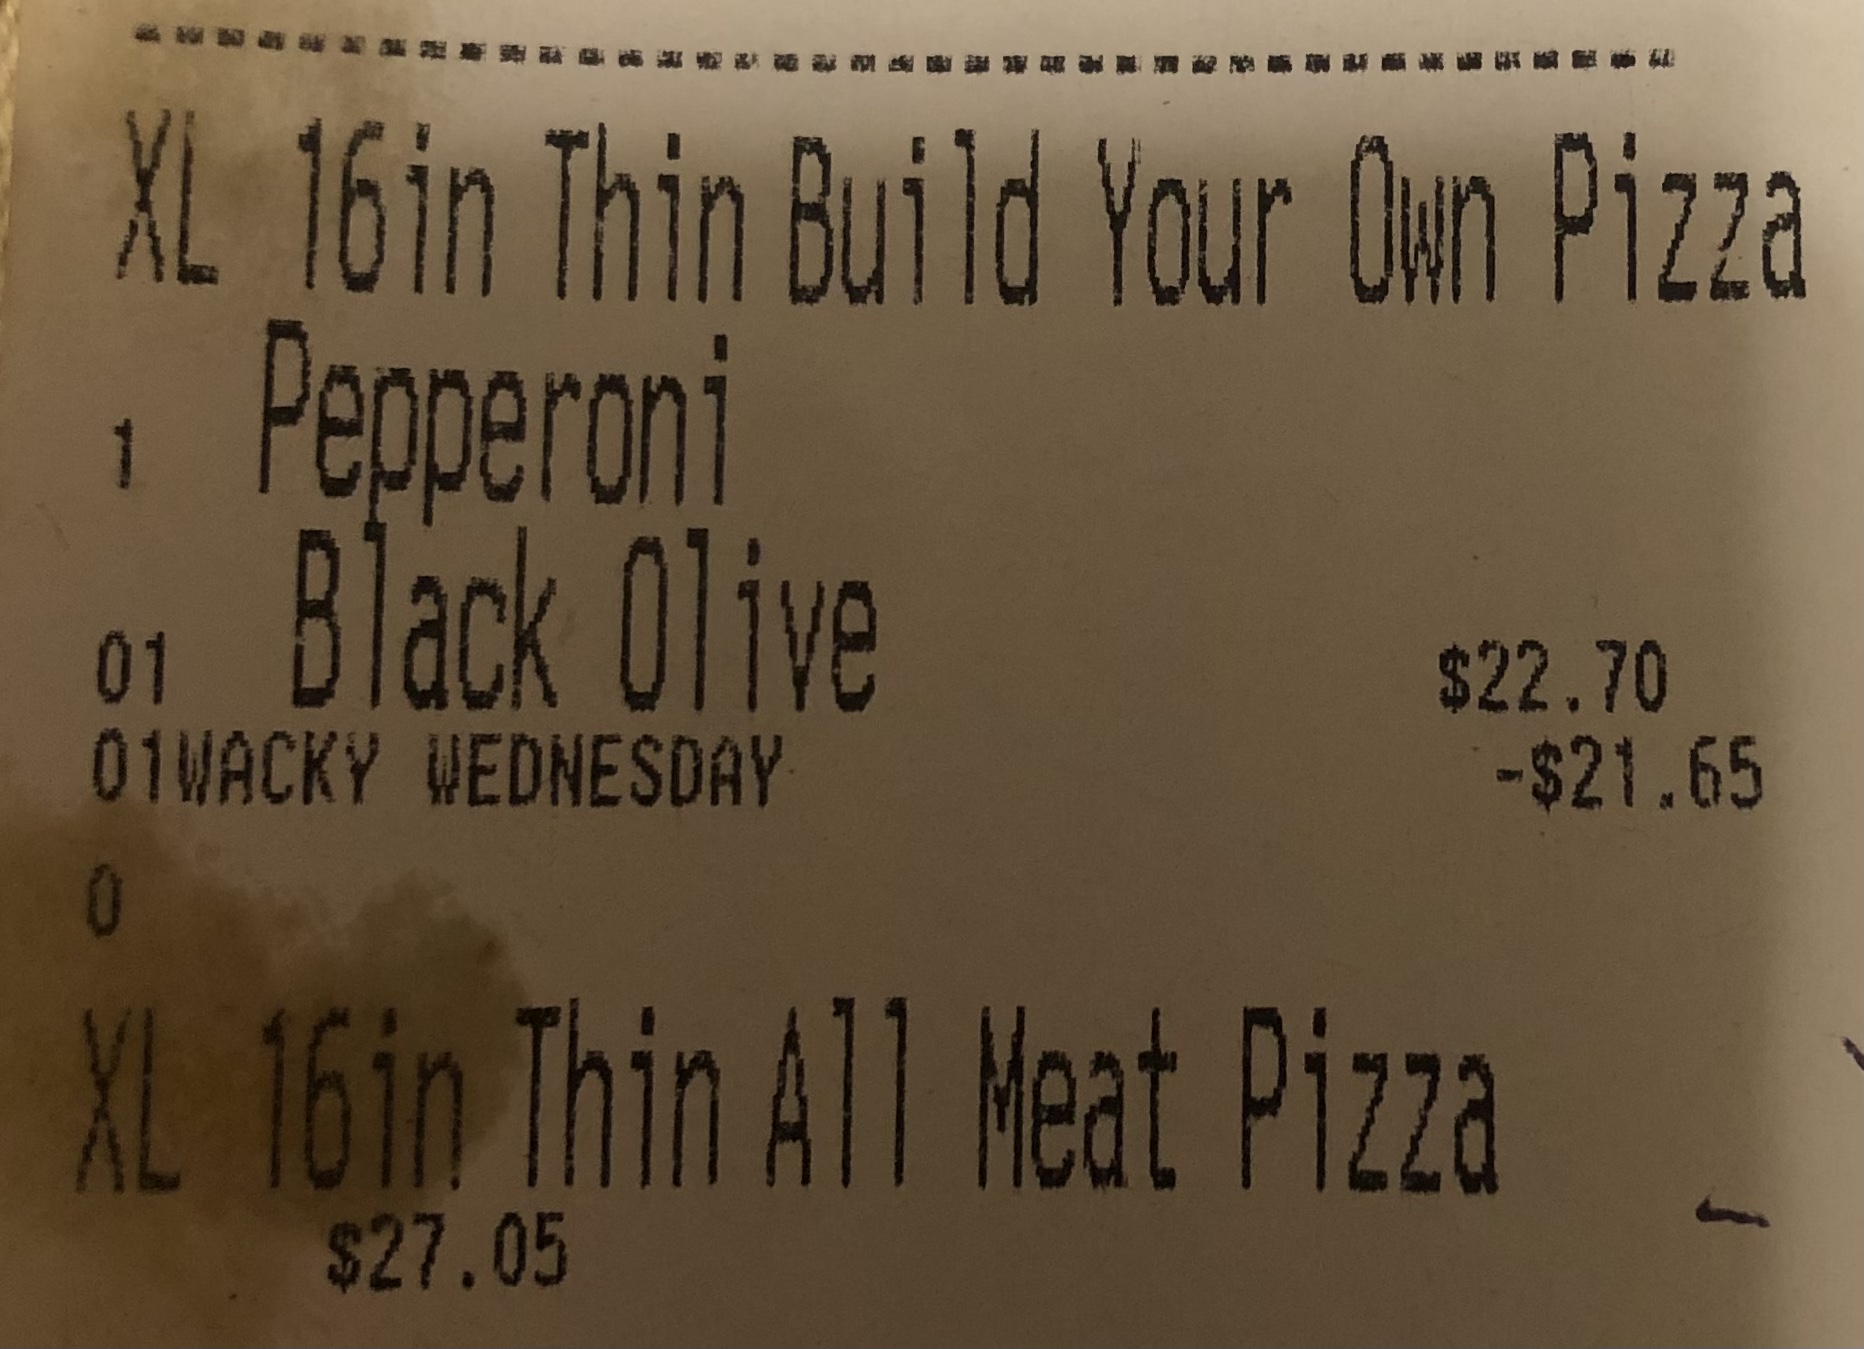 XL 16in Thin Build Your Own Pizza
1 Pepperoni
01 Black Olive $22.70
01WACKY WEDNESDAY -$21.65
0
XL 16in Thin All Meat Pizza
$27.05